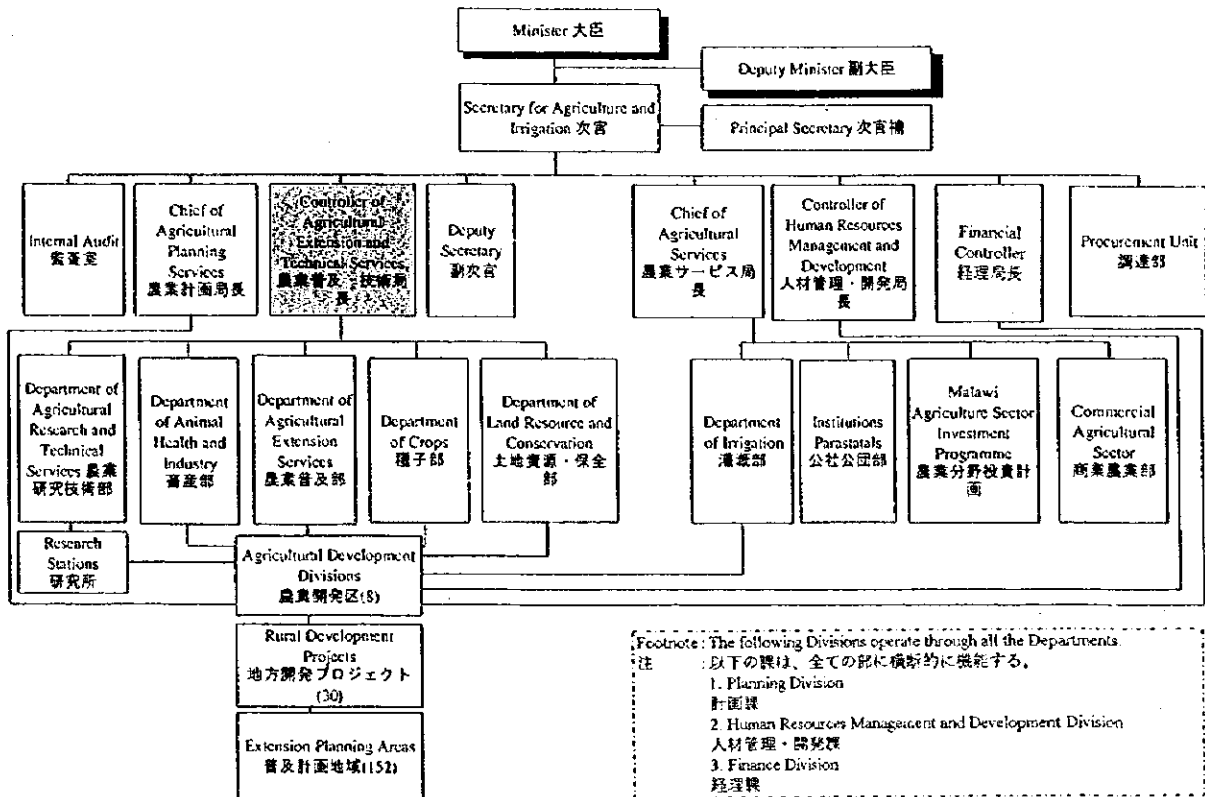 Minister 大臣
Deputy Minister 副大臣
Secretary for Agriculture and
Irrigation 次官
Principal Secretary 次官補
Internal Audit
監査室
Chief of
Agricultural
Planning
Services
農業計画局長
Controller of
Agricultural
Extension and
Technical Services
農業普及・技術局
長
Deputy
Secretary
副次官
Chief of
Agricultural
Services
農業サービス局
長
Controller of
Human Resources
Management and
Development
人材管理・開発局
長
Financial
Controller
経理局長
Procurement Unit
調達部
Department of
Agricultural
Research and
Technical
Services 農業
研究技術部
Department
of Animal
Health and
Industry
畜産部
Department of
Agricultural
Extension
Services
農業普及部
Department
of Crops
種子部
Department of
Land Resource and
Conservation
土地資源・保全
部
Department
of Irrigation
灌漑部
Institutions
Parastatals
公社公団部
Malawi
Agriculture Sector
Investment
Programme
農業分野投資計
画
Commercial
Agricultural
Sector
商業農業部
Research
Stations
研究所
Agricultural Development
Divisions
農業開発区(8)
Rural Development
Projects
地方開発プロジェクト
(30)
Extension Planning Areas
普及計画地域(152)
Footnote : The following Divisions operate through all the Departments.
注 : 以下の課は、全ての部に横断的に機能する。
1. Planning Division
計画課
2. Human Resources Management and Development Division
人材管理・開発課
3. Finance Division
経理課